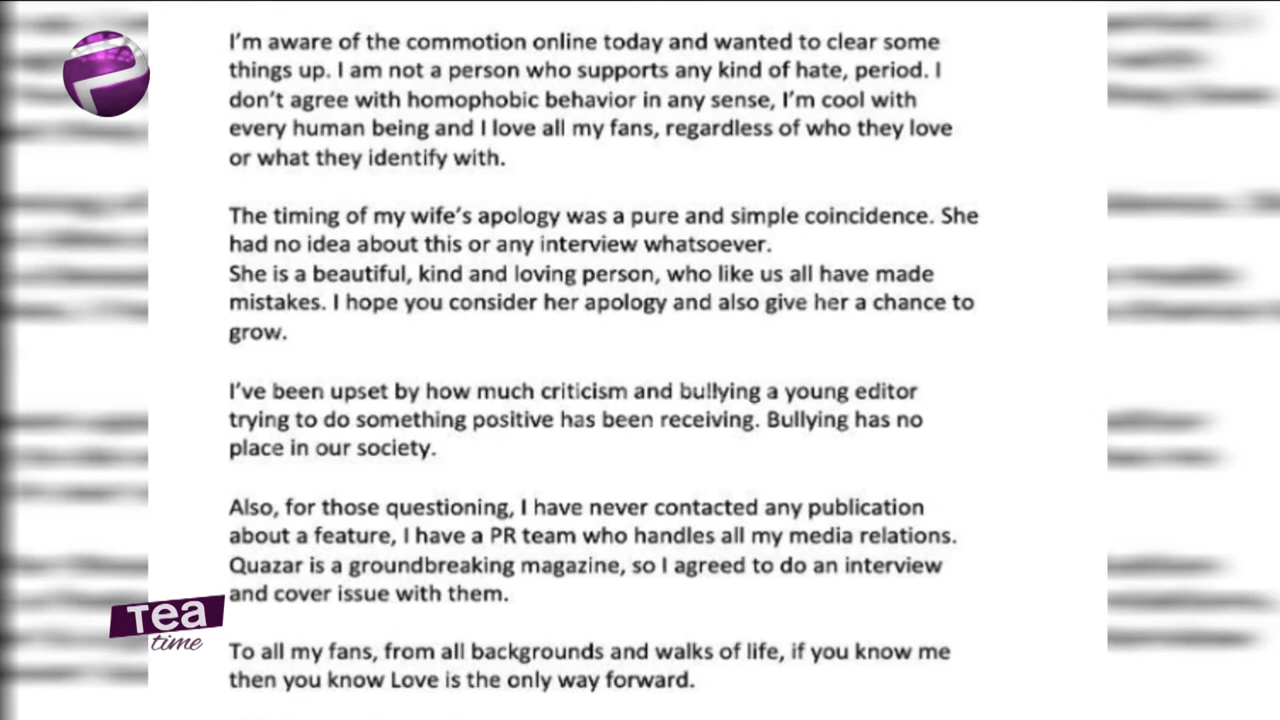 I'm aware of the commotion online today and wanted to clear some
things up. I am not a person who supports any kind of hate, period. I
don't agree with homophobic behavior in any sense, I'm cool with
every human being and I love all my fans, regardless of who they love
or what they identify with.
The timing of my wife's apology was a pure and simple coincidence. She
had no idea about this or any interview whatsoever.
She is a beautiful, kind and loving person, who like us all have made
mistakes. I hope you consider her apology and also give her a chance to
grow.
I've been upset by how much criticism and bullying a young editor
trying to do something positive has been receiving. Bullying has no
place in our society.
Also, for those questioning, I have never contacted any publication
about a feature, I have a PR team who handles all my media relations.
Quazar is a groundbreaking magazine, so I agreed to do an interview
and cover issue with them.
Tea
time
To all my fans, from all backgrounds and walks of life, if you know me
then you know Love is the only way forward.